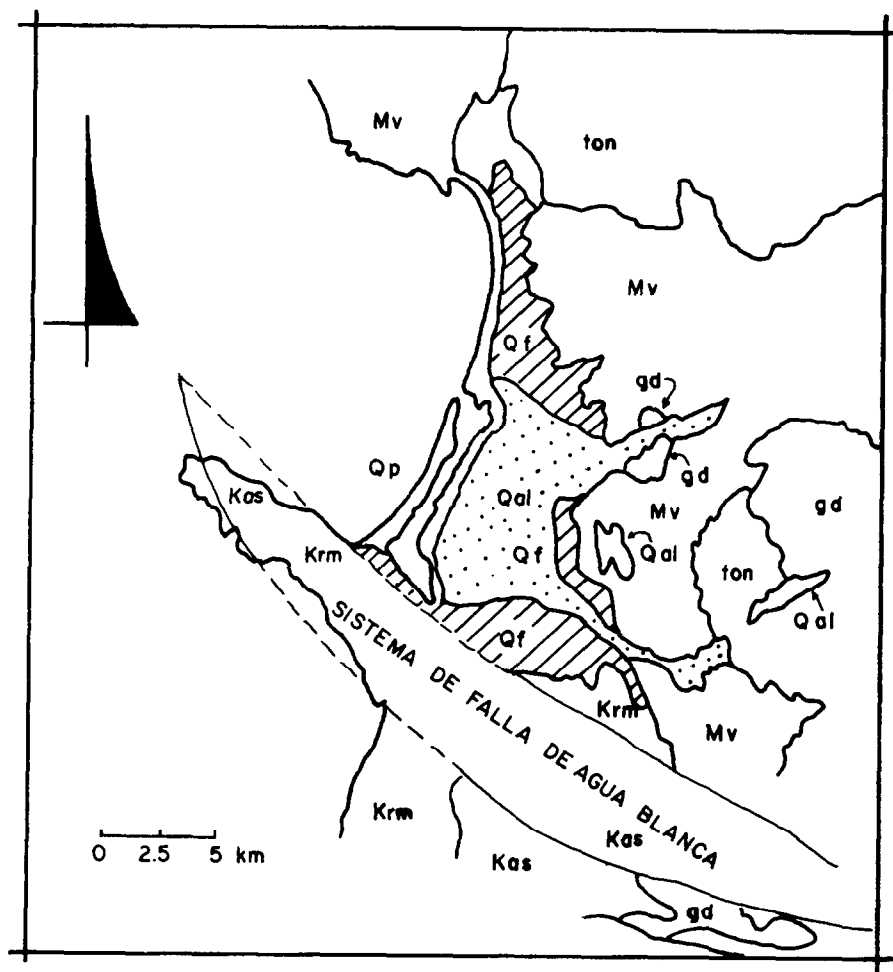 Mv
ton
Mv
Qf
gd
Qp
gd
gd
Kas
Qal
Mv
Krm
Qf
Qal
ton
Qal
SISTEMA DE FALLA DE AGUA BLANCA
Qf
Krm
Mv
Krm
Kas
Kas
0 2.5 5 km
gd